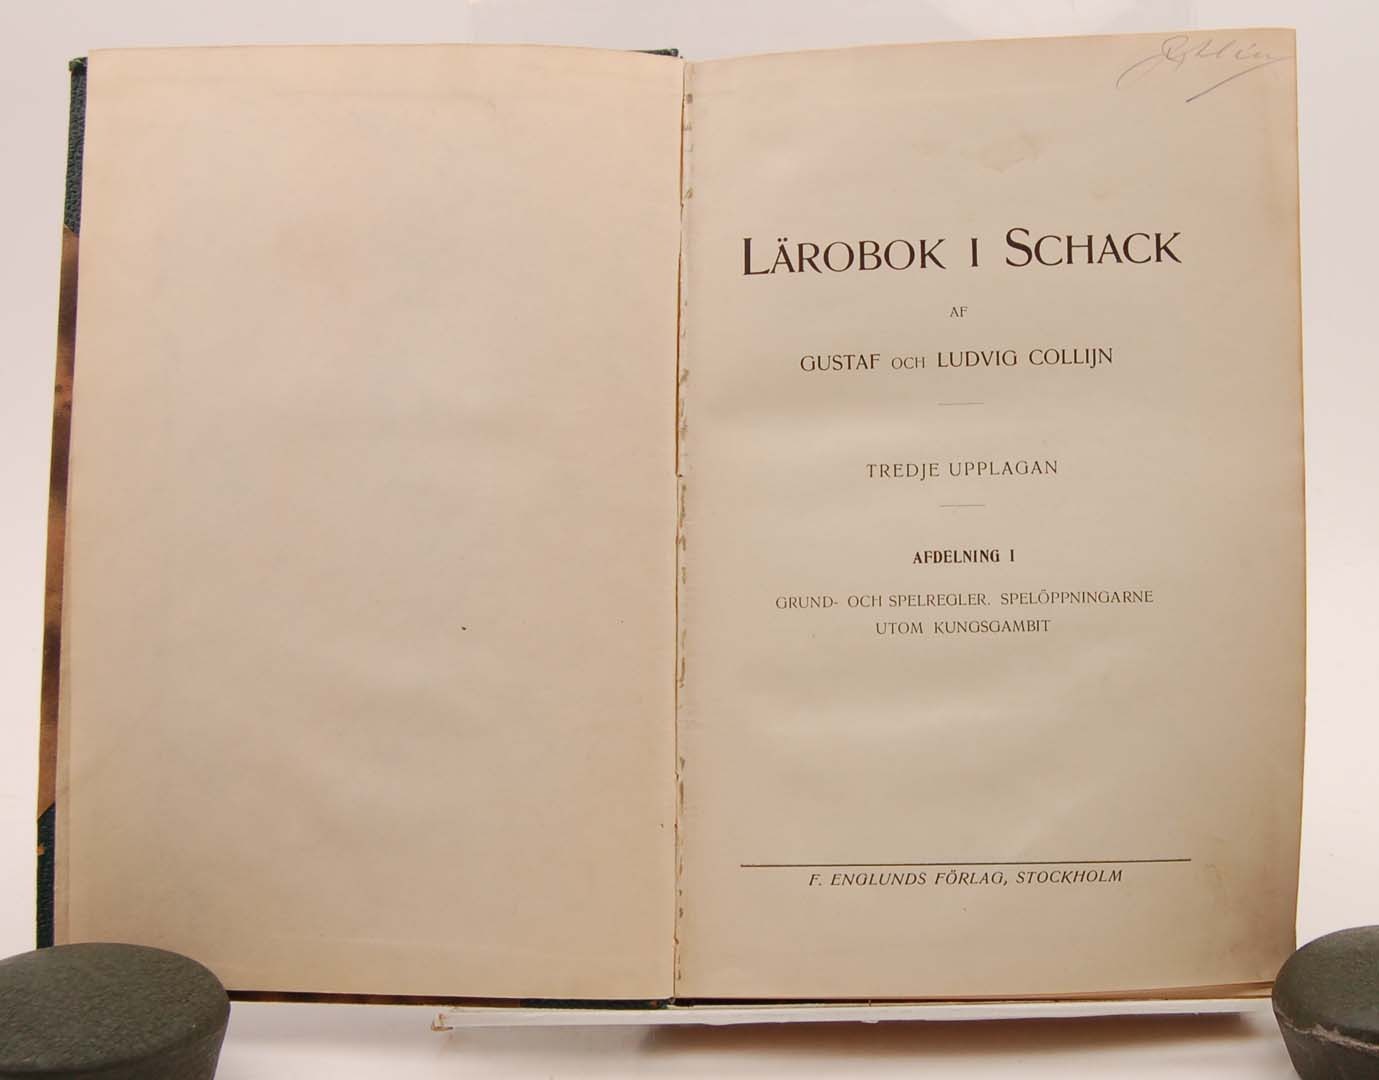 LÄROBOK I SCHACK
AF
GUSTAF OCH LUDVIG COLLIJN
TREDJE UPPLAGAN
AFDELNING I
GRUND- OCH SPELREGLER. SPELÖPPNINGARNE
UTOM KUNGSGAMBIT
F. ENGLUNDS FÖRLAG, STOCKHOLM